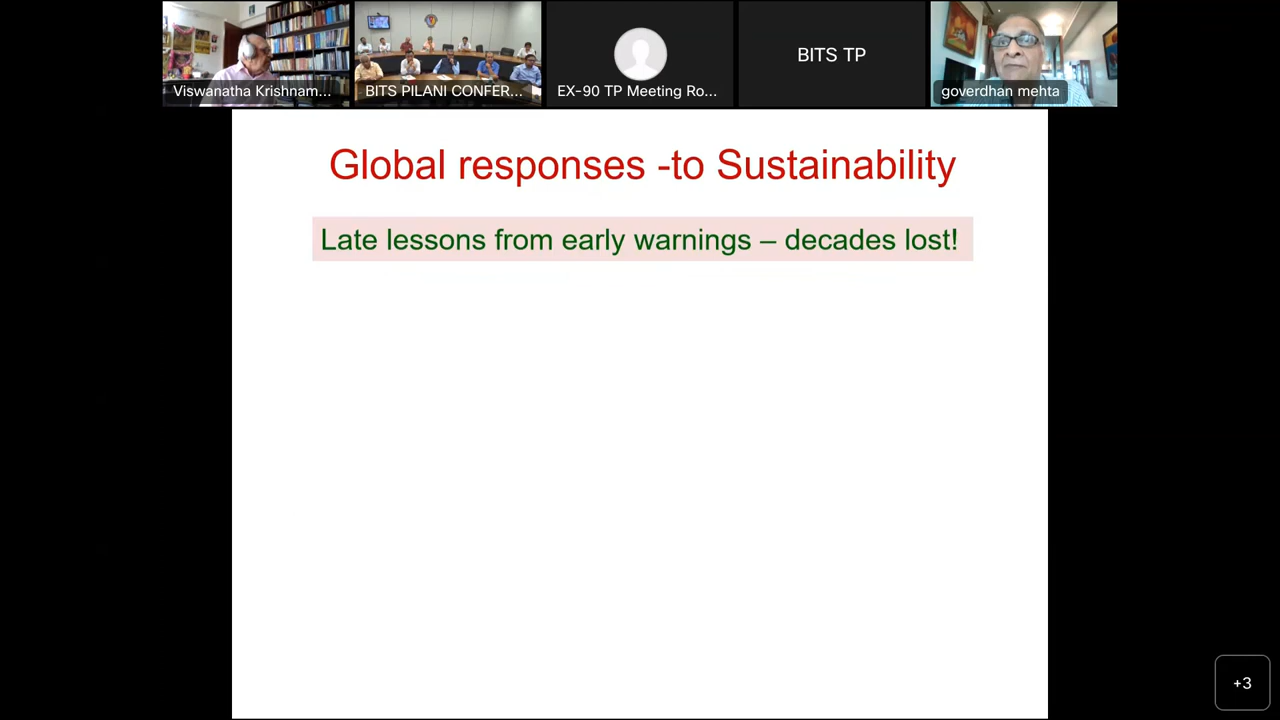 Viswanatha Krishnam...
BITS PILANI CONFER...
EX-90 TP Meeting Ro...
BITS TP
goverdhan mehta
Global responses -to Sustainability
Late lessons from early warnings – decades lost!
+3